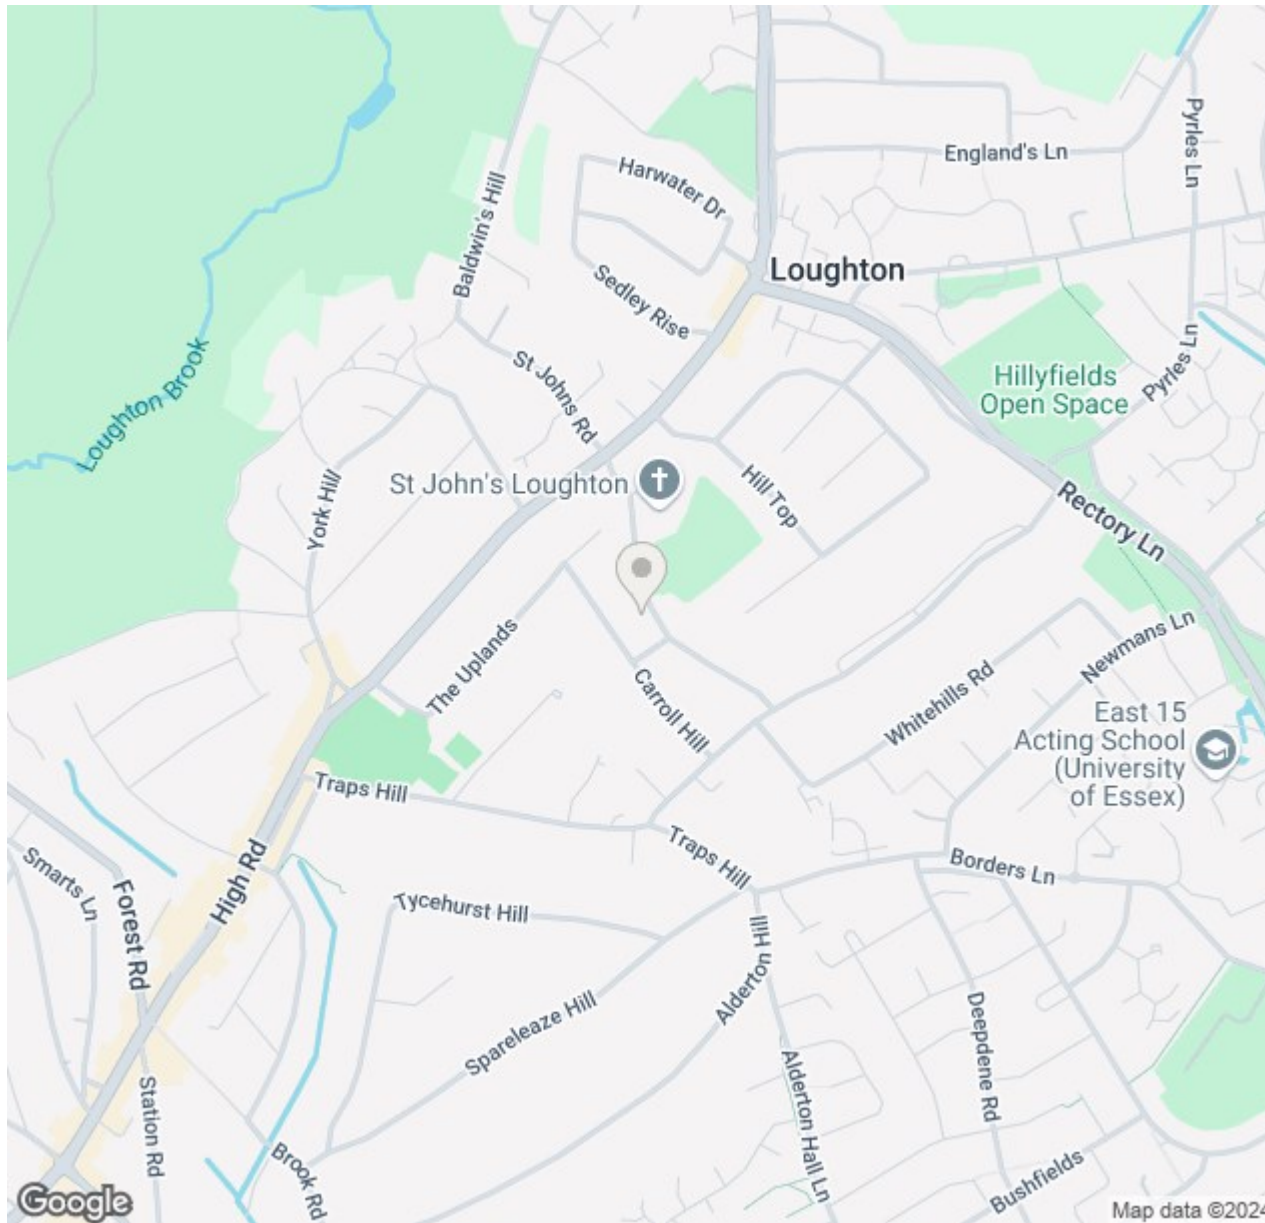 England's Ln
Pyrles Ln
Harwater Dr
Baldwin's Hill
Loughton
Sedley Rise
Loughton Brook
St Johns Rd
Pyrles Ln
Hillyfields
Open Space
St John's Loughton
Hill Top
York Hill
Rectory Ln
The Uplands
Carroll Hill
Newmans Ln
Whitehills Rd
East 15
Acting School
(University
of Essex)
Traps Hill
Traps Hill
Borders Ln
High Rd
Smarts Ln
Forest Rd
Tycehurst Hill
Alderton Hill
Spareleaze Hill
Deepdene Rd
Alderton Hall Ln
Station Rd
Brook Rd
Bushfields
Google
Map data ©2024